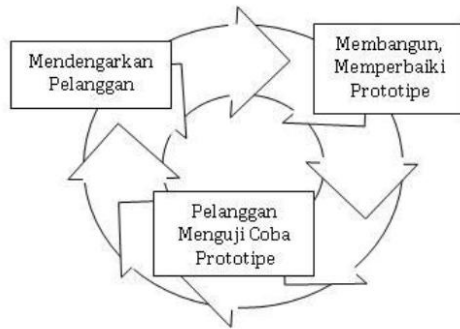 Mendengarkan
Pelanggan
Membangun,
Memperbaiki
Prototipe
Pelanggan
Menguji Coba
Prototipe